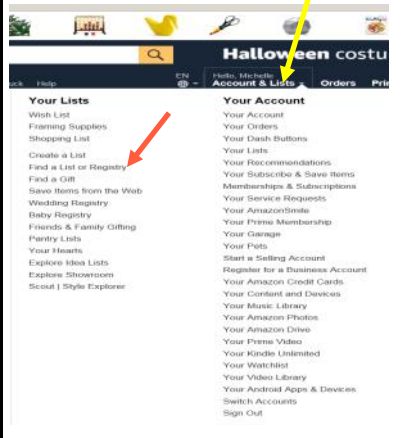 Halloween costu
uck Help
EN
Hello, Michelle
Account & Lists
Orders
Pri
Your Lists
Wish List
Framing Supplies
Shopping List
Create a List
Find a List or Registry
Find a Gift
Save Items from the Web
Wedding Registry
Baby Registry
Friends & Family Gifting
Pantry Lists
Your Hearts
Explore Idea Lists
Explore Showroom
Scout | Style Explorer
Your Account
Your Account
Your Orders
Your Dash Buttons
Your Lists
Your Recommendations
Your Subscribe & Save Items
Memberships & Subscriptions
Your Service Requests
Your AmazonSmile
Your Prime Membership
Your Garage
Your Pets
Start a Selling Account
Register for a Business Account
Your Amazon Credit Cards
Your Content and Devices
Your Music Library
Your Amazon Photos
Your Amazon Drive
Your Prime Video
Your Kindle Unlimited
Your Watchlist
Your Video Library
Your Android Apps & Devices
Switch Accounts
Sign Out